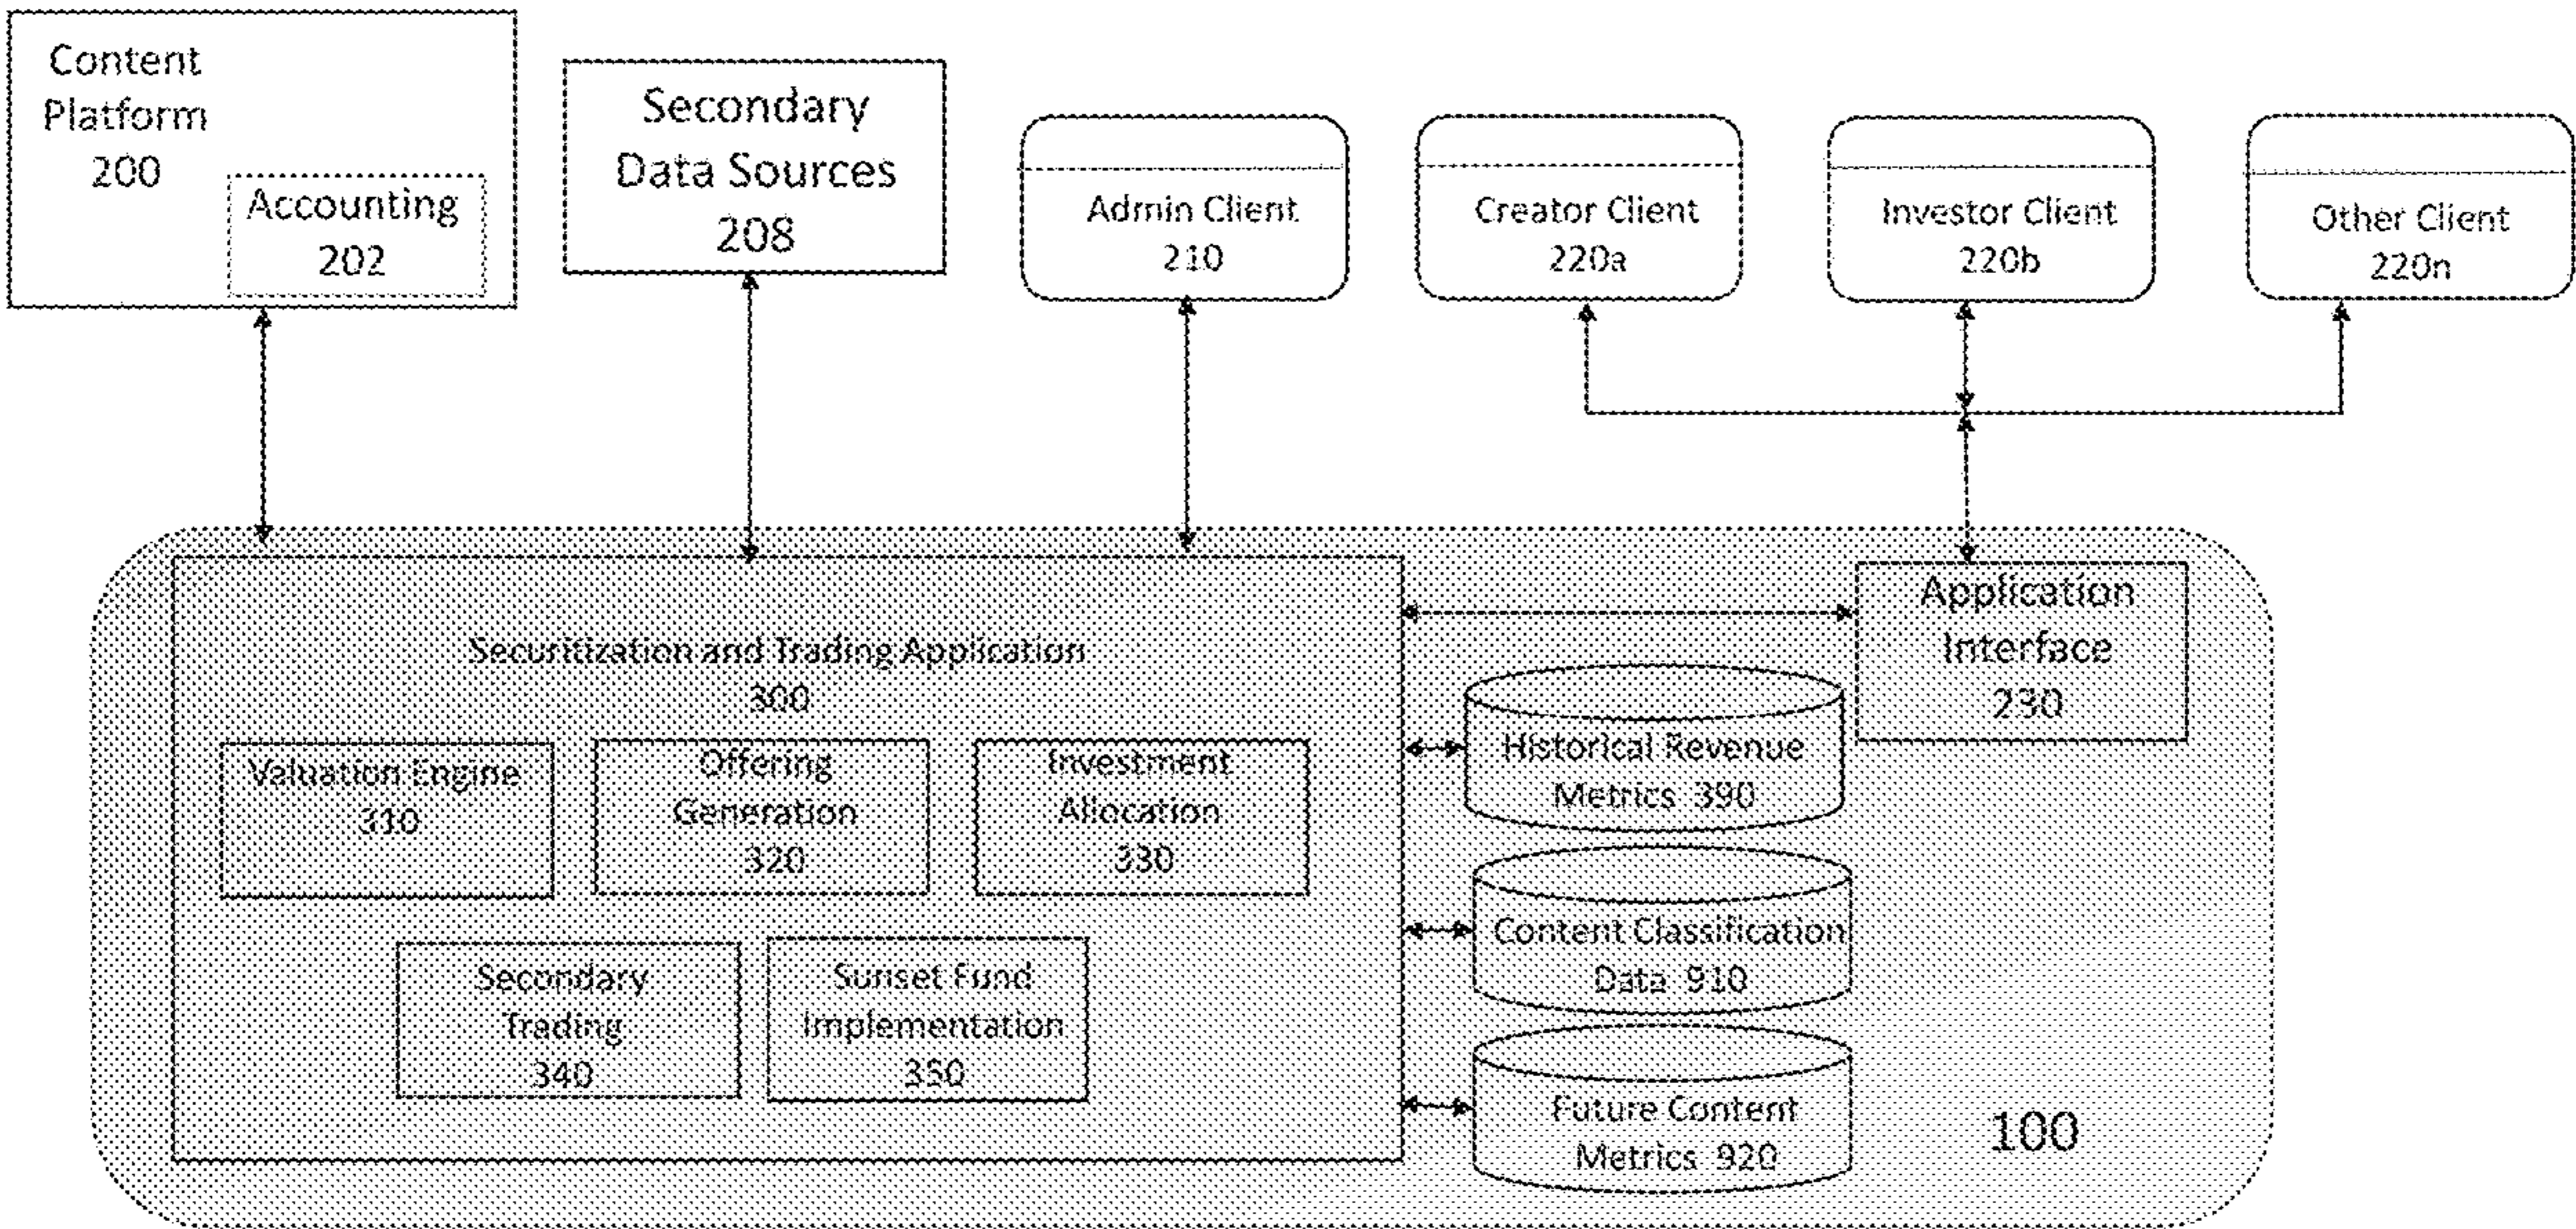 Content
Platform
200
Accounting
202
Secondary
Data Sources
208
Admin Client
210
Creator Client
220a
Investor Client
220b
Other Client
220n
Securitization and Trading Application
300
Valuation Engine
310
Offering
Generation
320
Investment
Allocation
330
Secondary
Trading
340
Sunset Fund
Implementation
350
Application
Interface
230
Historical Revenue
Metrics 390
Content Classification
Data 910
Future Content
Metrics 920
100